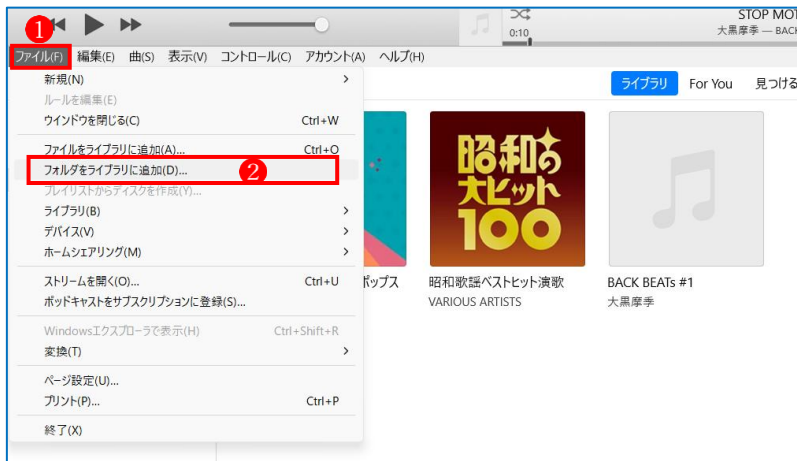 1
STOP MOT
0:10
大黒摩季 — BACK
ファイル(F) 編集(E) 曲(S) 表示(V) コントロール(C) アカウント(A) ヘルプ(H)
新規(N)
ライブラリ For You 見つける
ルールを編集(E)
ウインドウを閉じる(C) Ctrl+W
ファイルをライブラリに追加(A)... Ctrl+O
フォルダをライブラリに追加(D)... 2
プレイリストからディスクを作成(Y)...
ライブラリ(B)
デバイス(V)
ホームシェアリング(M)
昭和の
大ヒット
100
ストリームを開く(O)... Ctrl+U
ポッドキャストをサブスクリプションに登録(S)...
Windowsエクスプローラで表示(H) Ctrl+Shift+R
変換(T)
ページ設定(U)...
プリント(P)... Ctrl+P
終了(X)
ポップス
昭和歌謡ベストヒット演歌
VARIOUS ARTISTS
BACK BEATs #1
大黒摩季